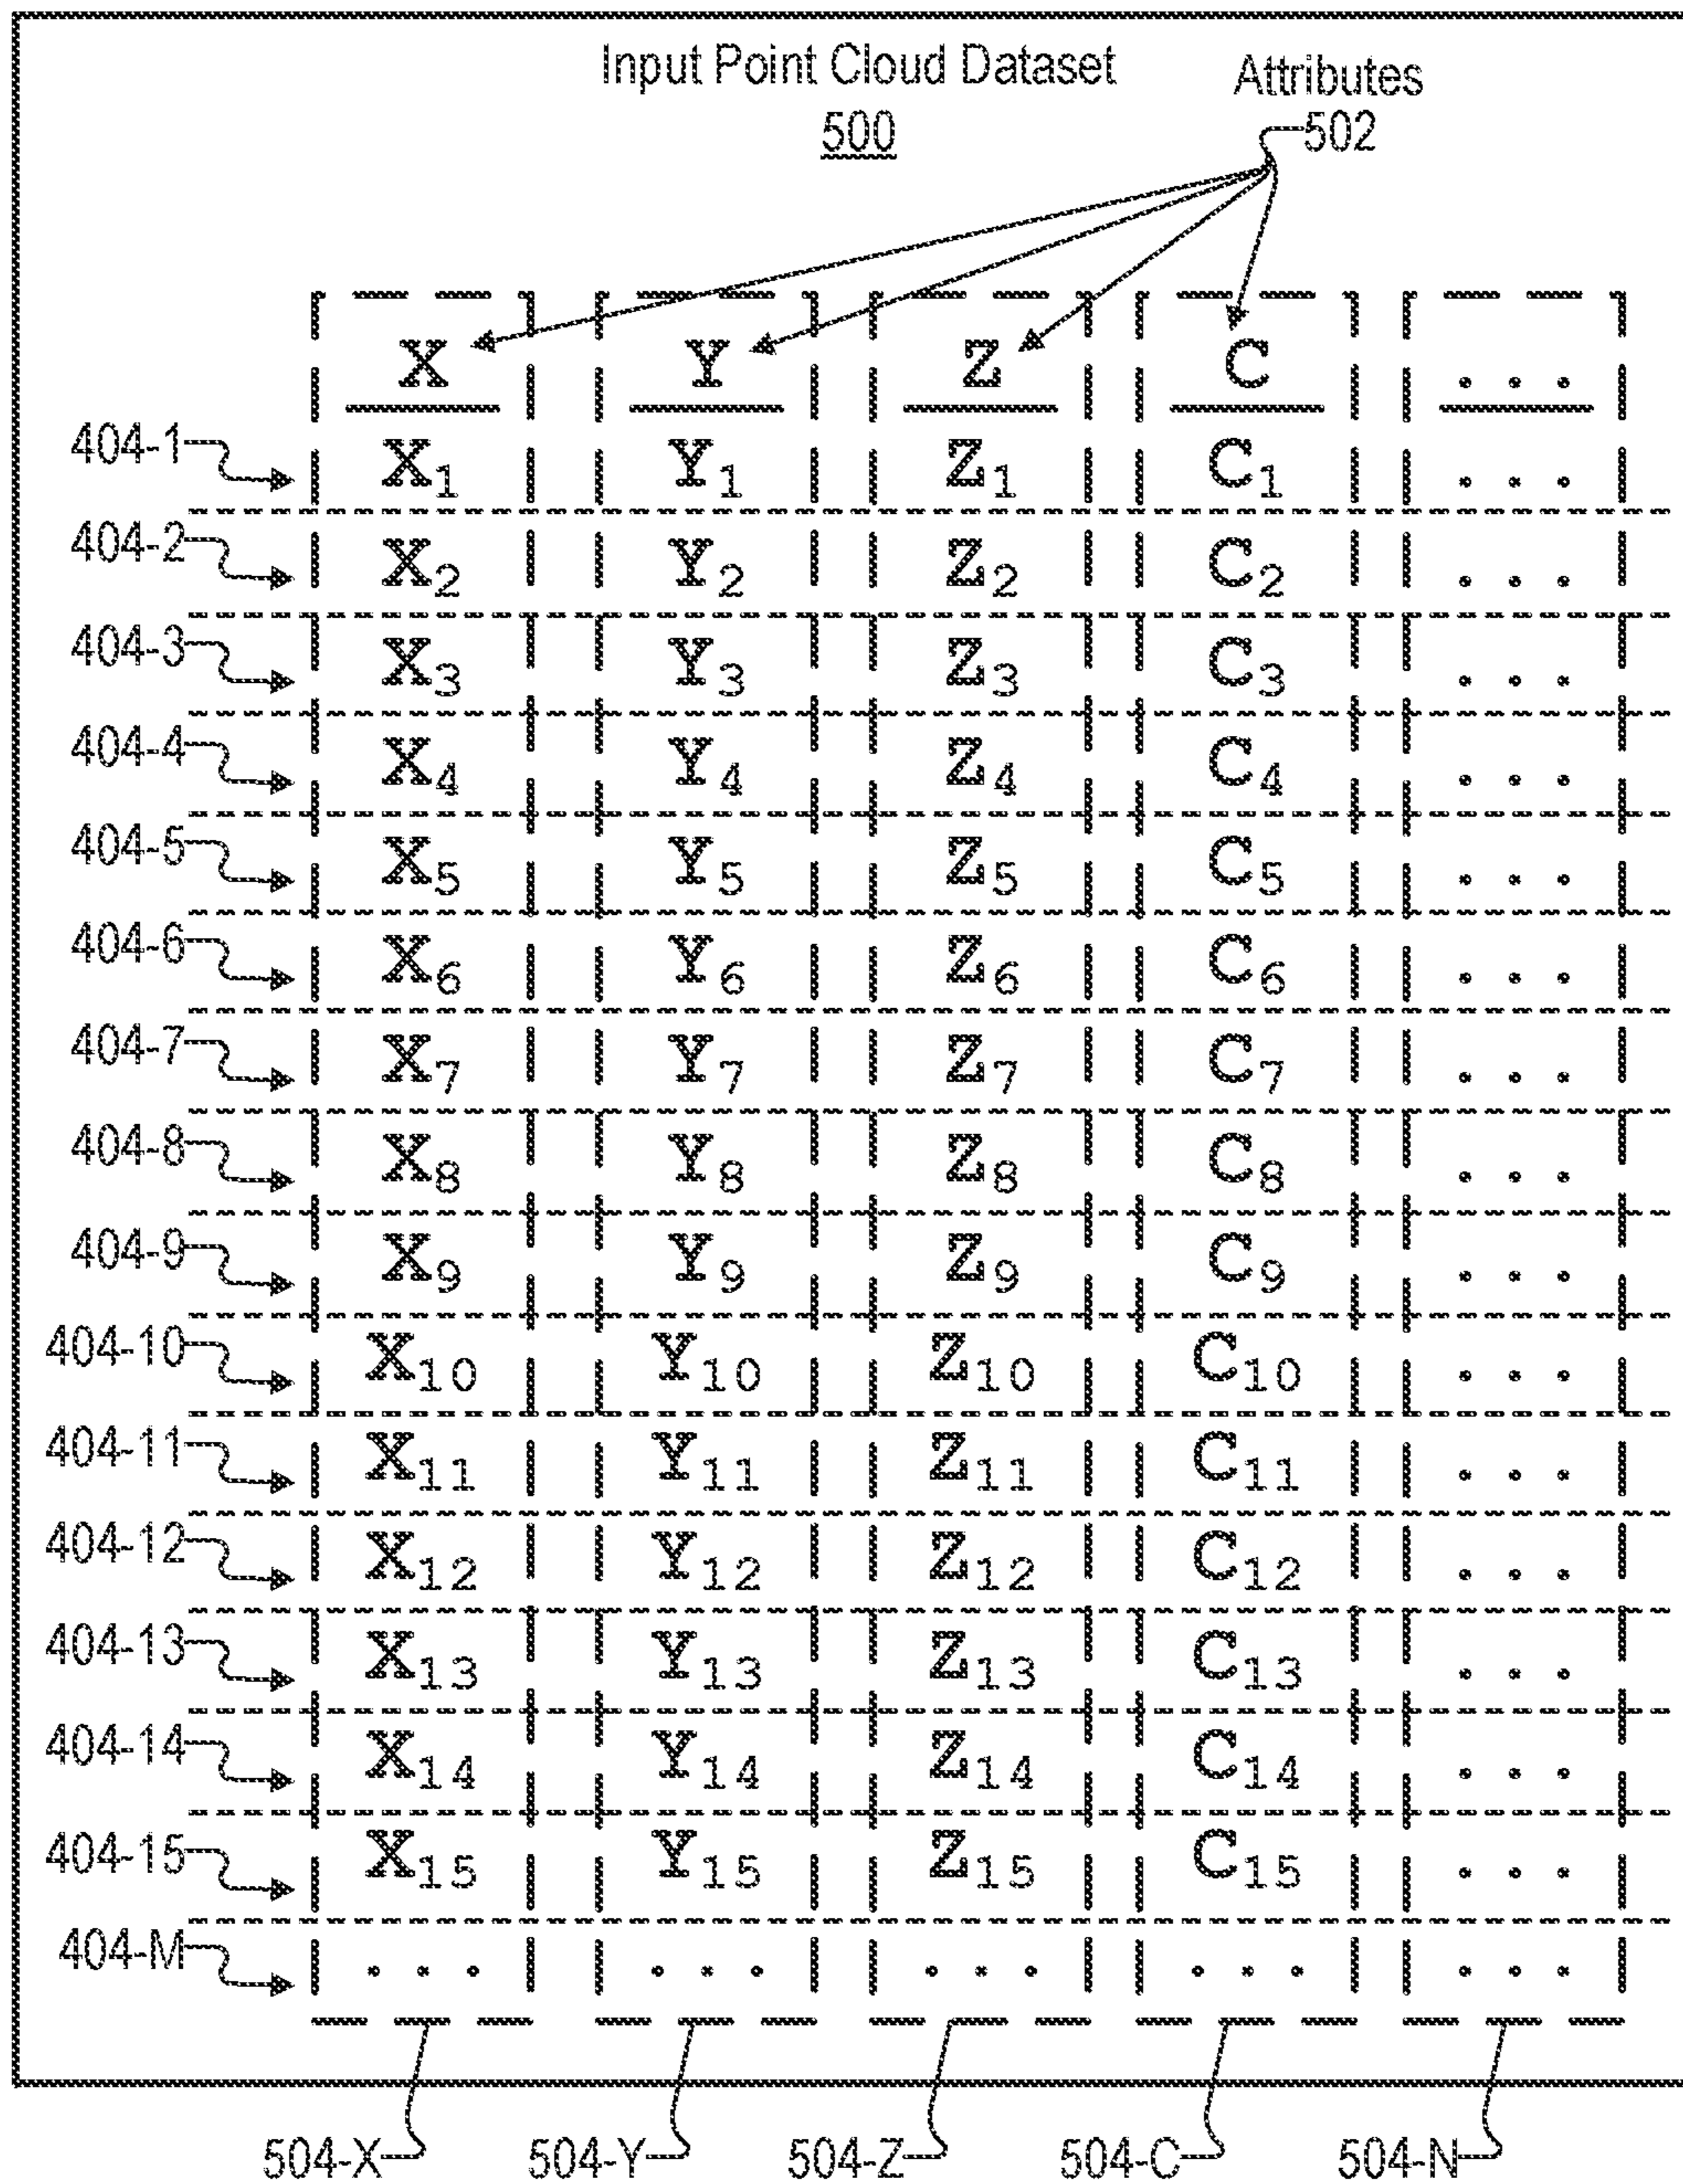 Input Point Cloud Dataset Attributes
500 502
X Y Z C ...
404-1 X1 Y1 Z1 C1 ...
404-2 X2 Y2 Z2 C2 ...
404-3 X3 Y3 Z3 C3 ...
404-4 X4 Y4 Z4 C4 ...
404-5 X5 Y5 Z5 C5 ...
404-6 X6 Y6 Z6 C6 ...
404-7 X7 Y7 Z7 C7 ...
404-8 X8 Y8 Z8 C8 ...
404-9 X9 Y9 Z9 C9 ...
404-10 X10 Y10 Z10 C10 ...
404-11 X11 Y11 Z11 C11 ...
404-12 X12 Y12 Z12 C12 ...
404-13 X13 Y13 Z13 C13 ...
404-14 X14 Y14 Z14 C14 ...
404-15 X15 Y15 Z15 C15 ...
404-M ... ... ... ... ...
504-X 504-Y 504-Z 504-C 504-N